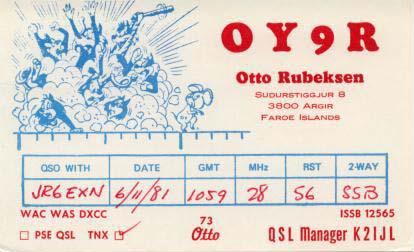 OY9R
Otto Rubeksen
SUDURSTIGGJUR 8
3800 ARGIR
FAROE ISLANDS
QSO WITH DATE GMT MHz RST 2-WAY
JR6EXN 6/11/81 1059 28 56 SSB
WAC WAS DXCC 73 ISSB 12565
PSE QSL TNX Otto QSL Manager K2IJL